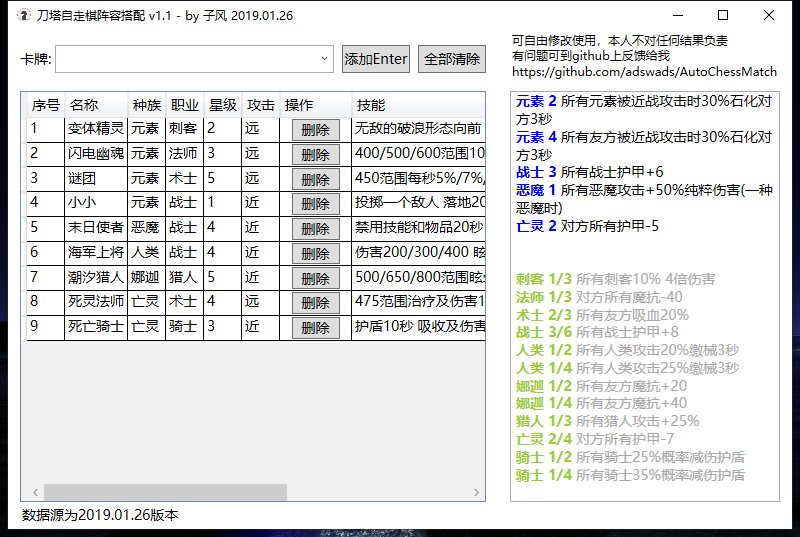 刀塔自走棋阵容搭配 v1.1 - by 子风 2019.01.26
卡牌:
添加Enter
全部清除
可自由修改使用，本人不对任何结果负责
有问题可到github上反馈给我
https://github.com/adswads/AutoChessMatch
序号 名称 种族 职业 星级 攻击 操作 技能
1 变体精灵 元素 刺客 2 远 删除 无敌的破浪形态向前
2 闪电幽魂 元素 法师 3 远 删除 400/500/600范围10
3 谜团 元素 术士 5 远 删除 450范围每秒5%/7%/
4 小小 元素 战士 1 近 删除 投掷一个敌人 落地20
5 末日使者 恶魔 战士 4 近 删除 禁用技能和物品20秒
6 海军上将 人类 战士 4 近 删除 伤害200/300/400 眩
7 潮汐猎人 娜迦 猎人 5 近 删除 500/650/800范围眩
8 死灵法师 亡灵 术士 4 远 删除 475范围治疗及伤害1
9 死亡骑士 亡灵 骑士 3 近 删除 护盾10秒 吸收及伤害
元素 2 所有元素被近战攻击时30%石化对
方3秒
元素 4 所有友方被近战攻击时30%石化对
方3秒
战士 3 所有战士护甲+6
恶魔 1 所有恶魔攻击+50%纯粹伤害(一种
恶魔时)
亡灵 2 对方所有护甲-5
刺客 1/3 所有刺客10% 4倍伤害
法师 1/3 对方所有魔抗-40
术士 2/3 所有友方吸血20%
战士 3/6 所有战士护甲+8
人类 1/2 所有人类攻击20%缴械3秒
人类 1/4 所有人类攻击25%缴械3秒
娜迦 1/2 所有友方魔抗+20
娜迦 1/4 所有友方魔抗+40
猎人 1/3 所有猎人攻击+25%
亡灵 2/4 对方所有护甲-7
骑士 1/2 所有骑士25%概率减伤护盾
骑士 1/4 所有骑士35%概率减伤护盾
数据源为2019.01.26版本